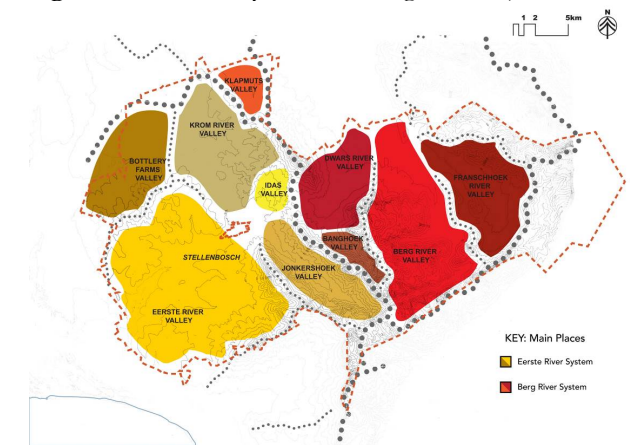 N
1 2 5km
KLAPMUTS
VALLEY
KROM RIVER
VALLEY
BOTTLERY
FARMS
VALLEY
DWARS RIVER
VALLEY
FRANSCHHOEK
RIVER
VALLEY
IDAS
VALLEY
BANGHOEK
VALLEY
BERG RIVER
VALLEY
STELLENBOSCH
JONKERSHOEK
VALLEY
EERSTE RIVER
VALLEY
KEY: Main Places
Eerste River System
Berg River System